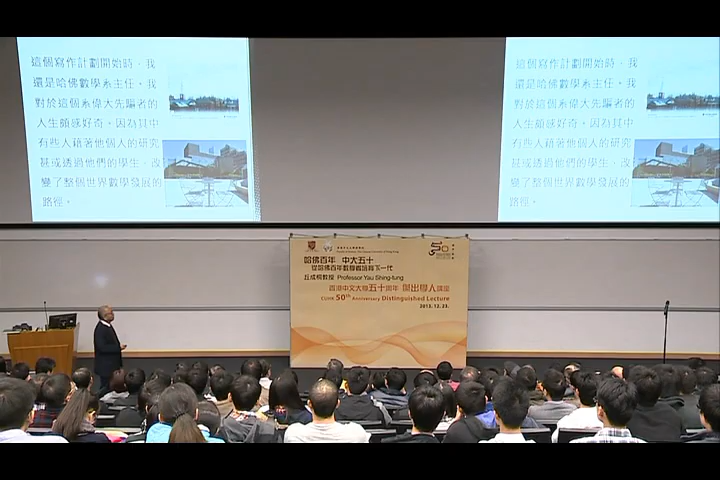 這個寫作計劃開始時，我
還是哈佛數學系主任。我
對於這個系偉大先驅者的
人生頗感好奇。因為其中
有些人藉著他個人的研究
甚或透過他們的學生，改
變了整個世界數學發展的
路徑。
這個寫作計劃開始時，我
還是哈佛數學系主任。我
對於這個系偉大先驅者的
人生頗感好奇。因為其中
有些人藉著他個人的研究
甚或透過他們的學生，改
變了整個世界數學發展的
路徑。
50
哈佛百年 中大五十
從哈佛百年數學看培育下一代
丘成桐教授 Professor Yau Shing-tung
香港中文大學五十周年 傑出學人講座
CUHK 50th Anniversary Distinguished Lecture
2013. 12. 23.